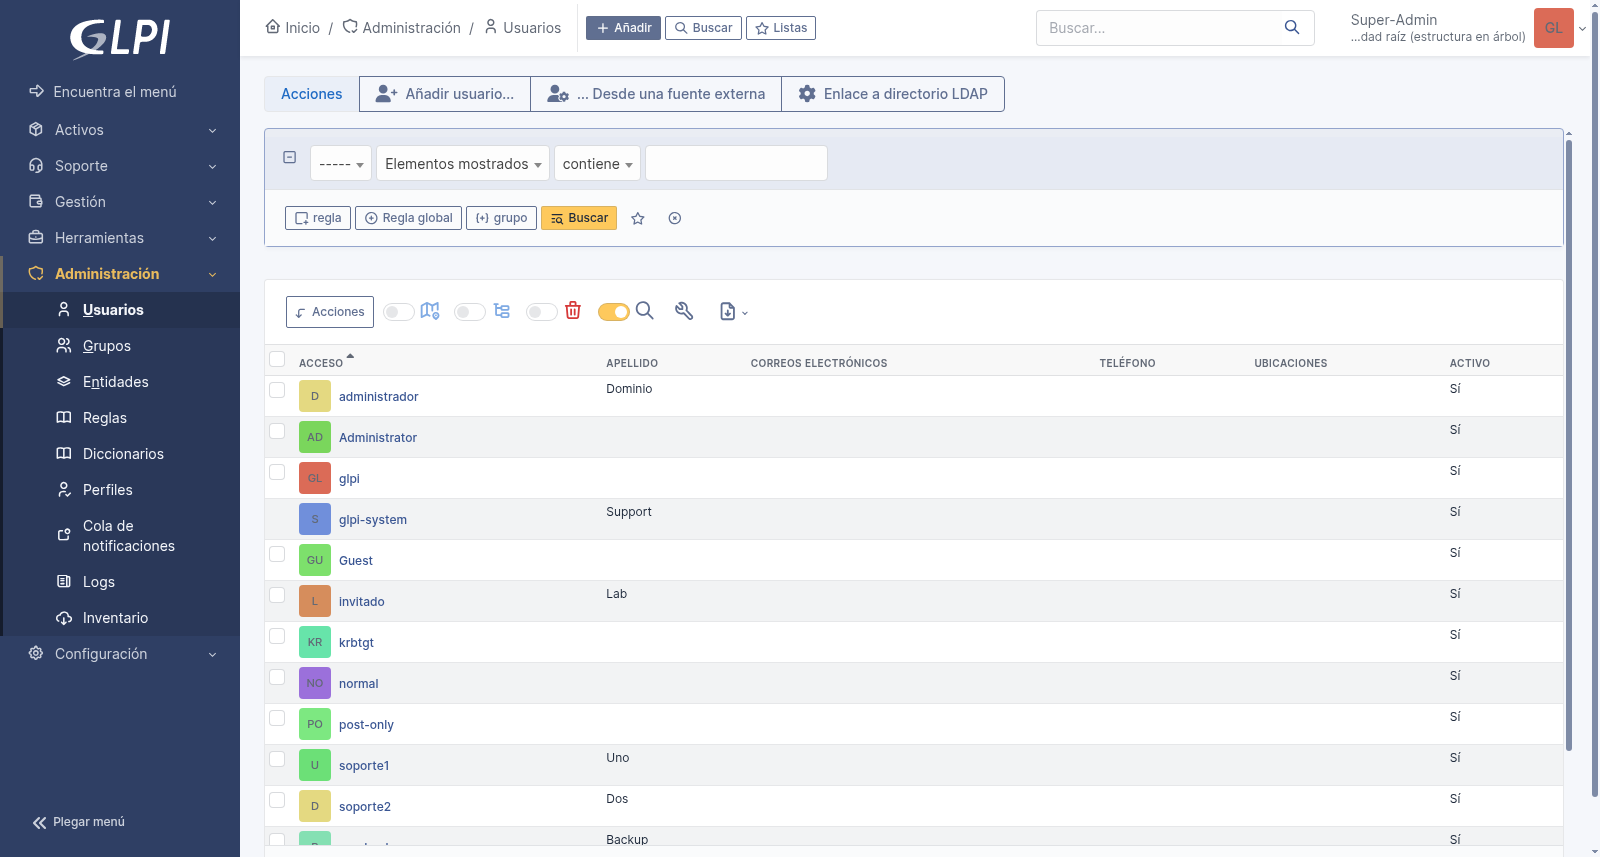 GLPI
Encuentra el menú
Activos
Soporte
Gestión
Herramientas
Administración
Usuarios
Grupos
Entidades
Reglas
Diccionarios
Perfiles
Cola de
notificaciones
Logs
Inventario
Configuración
Plegar menú
Inicio / Administración / Usuarios
Añadir
Buscar
Listas
Buscar...
Super-Admin
...dad raíz (estructura en árbol)
GL
Acciones
Añadir usuario...
... Desde una fuente externa
Enlace a directorio LDAP
-----
Elementos mostrados
contiene
regla
Regla global
grupo
Buscar
Acciones
ACCESO APELLIDO CORREOS ELECTRÓNICOS TELÉFONO UBICACIONES ACTIVO
D administrador Dominio Sí
AD Administrator Sí
GL glpi Sí
S glpi-system Support Sí
GU Guest Sí
L invitado Lab Sí
KR krbtgt Sí
NO normal Sí
PO post-only Sí
U soporte1 Uno Sí
D soporte2 Dos Sí
Backup Sí